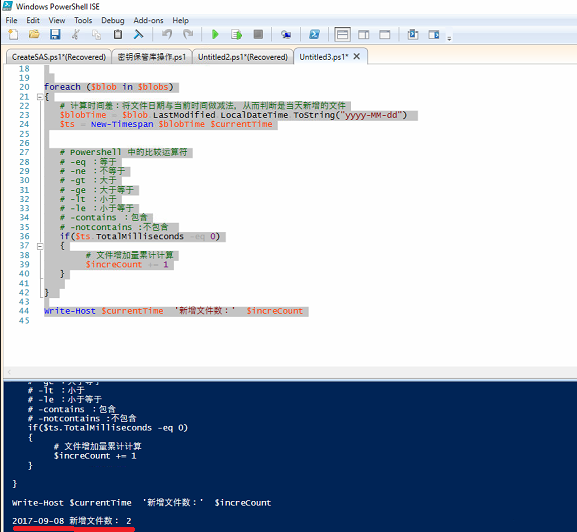 Windows PowerShell ISE
File Edit View Tools Debug Add-ons Help
CreateSAS.ps1*(Recovered) 密钥保管库操作.ps1 Untitled2.ps1*(Recovered) Untitled3.ps1* X
18
19
20 foreach ($blob in $blobs)
21 {
22 # 计算时间差：将文件日期与当前时间做减法，从而判断是当天新增的文件
23 $blobTime = $blob.LastModified.LocalDateTime.ToString("yyyy-MM-dd")
24 $ts = New-Timespan $blobTime $currentTime
25
26
27 # Powershell 中的比较运算符
28 # -eq ：等于
29 # -ne ：不等于
30 # -gt ：大于
31 # -ge ：大于等于
32 # -lt ：小于
33 # -le ：小于等于
34 # -contains ：包含
35 # -notcontains :不包含
36 if($ts.TotalMilliseconds -eq 0)
37 {
38 # 文件增加量累计计算
39 $increCount += 1
40 }
41
42 }
43
44 Write-Host $currentTime '新增文件数：' $increCount
45
# -ge ：大于等于
# -lt ：小于
# -le ：小于等于
# -contains ：包含
# -notcontains :不包含
if($ts.TotalMilliseconds -eq 0)
{
# 文件增加量累计计算
$increCount += 1
}
}
Write-Host $currentTime '新增文件数：' $increCount
2017-09-08 新增文件数： 2